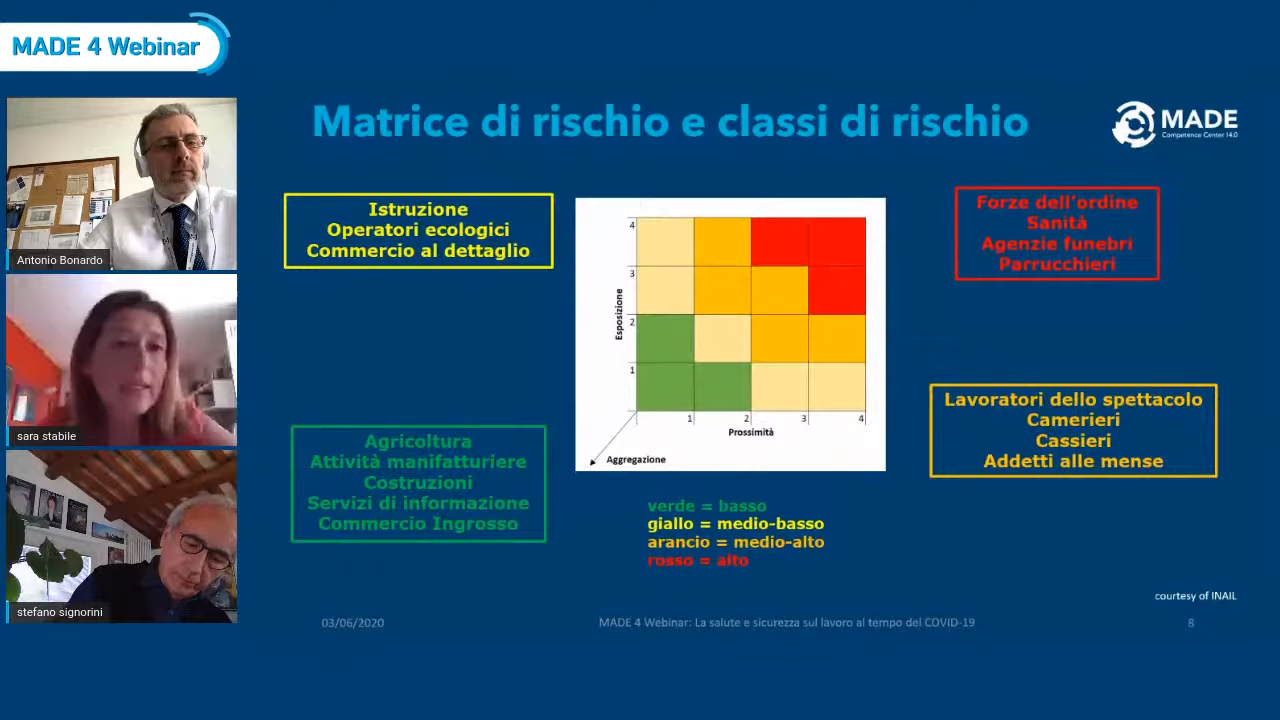 MADE 4 Webinar
Matrice di rischio e classi di rischio
MADE
Competence Center I4.0
Antonio Bonardo
sara stabile
stefano signorini
Istruzione
Operatori ecologici
Commercio al dettaglio
Agricoltura
Attività manifatturiere
Costruzioni
Servizi di informazione
Commercio Ingrosso
4
3
2
1
Esposizione
1
2
3
4
Prossimità
Aggregazione
verde = basso
giallo = medio-basso
arancio = medio-alto
rosso = alto
Forze dell'ordine
Sanità
Agenzie funebri
Parrucchieri
Lavoratori dello spettacolo
Camerieri
Cassieri
Addetti alle mense
courtesy of INAIL
03/06/2020
MADE 4 Webinar: La salute e sicurezza sul lavoro al tempo del COVID-19
8